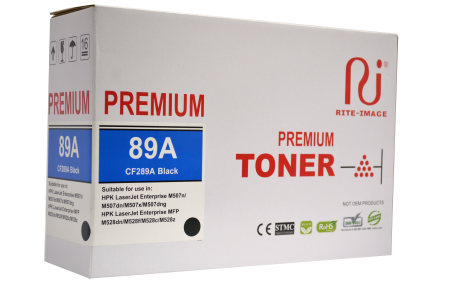 16
PREMIUM
89A
CF289A Black
PREMIUM
89A
CF289A Black
Suitable for use in:
HPK LaserJet Enterprise M507n/
M507dn/M507x/M507dng
HPK LaserJet Enterprise MFP
M528dn/M528f/M528c/M528z
RITE-IMAGE
PREMIUM
TONER
NOT OEM PRODUCTS
CE
STMC
RoHS